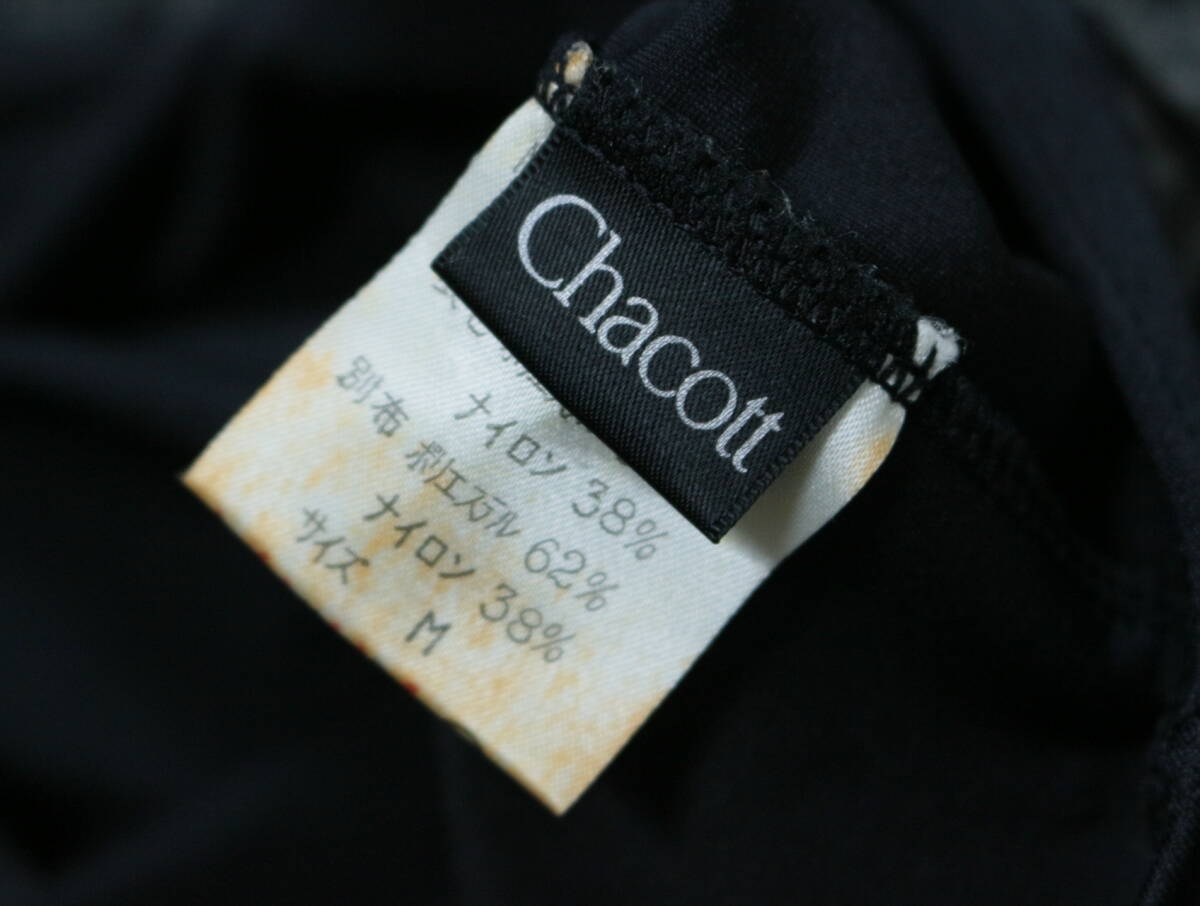 Chacott
ナイロン 38%
別布 ポリエステル 62%
ナイロン 38%
サイズ M